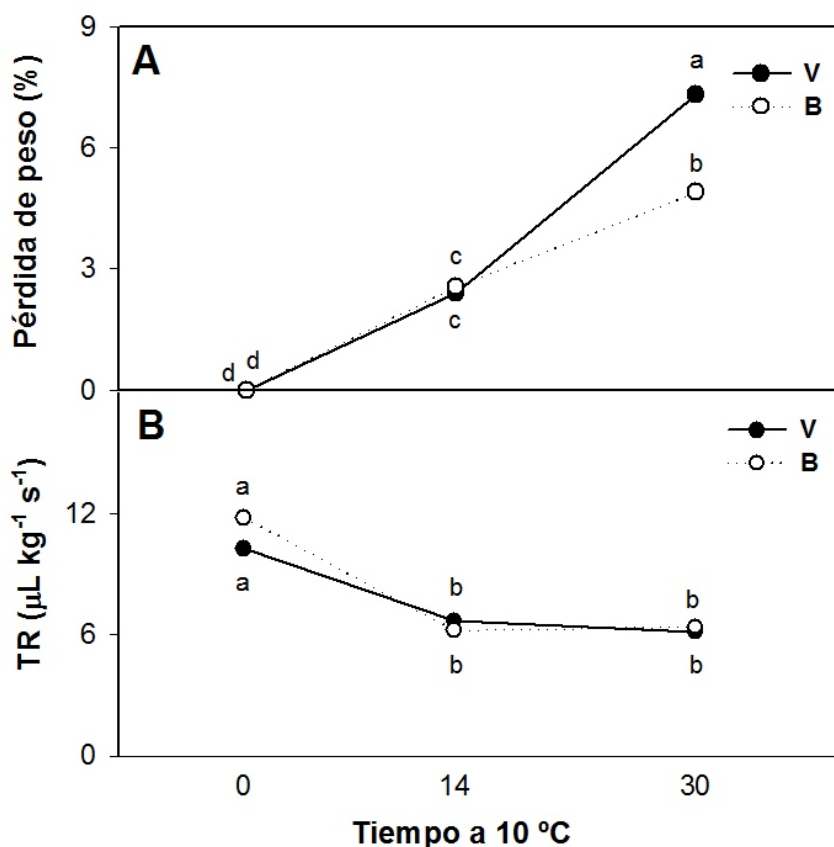 9
A
a
V
B
6
b
Pérdida de peso (%)
3
c
c
d
d
0
B
V
B
a
12
a
TR (µL kg⁻¹ s⁻¹)
b
b
6
b
b
0
0
14
30
Tiempo a 10 ºC